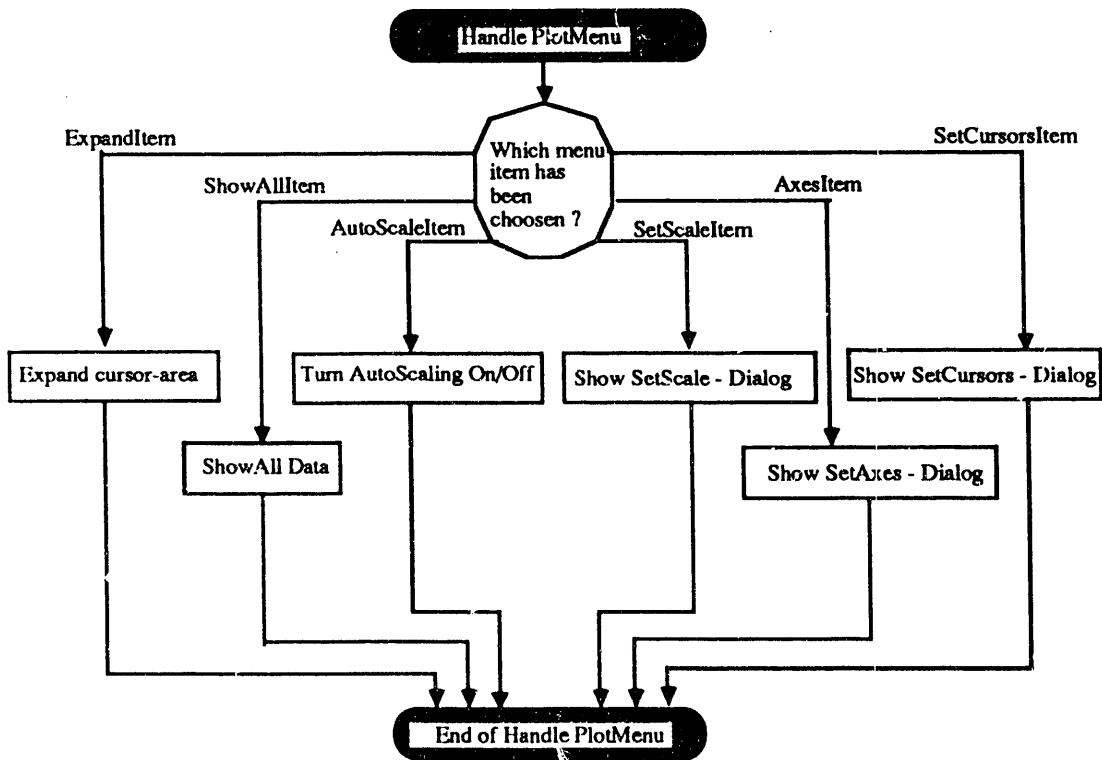 Handle PlotMenu
ExpandItem
SetCursorsItem
Which menu
item has
been
choosen ?
ShowAllItem
AxesItem
AutoScaleItem
SetScaleItem
Expand cursor-area
Turn AutoScaling On/Off
Show SetScale - Dialog
Show SetCursors - Dialog
ShowAll Data
Show SetAxes - Dialog
End of Handle PlotMenu